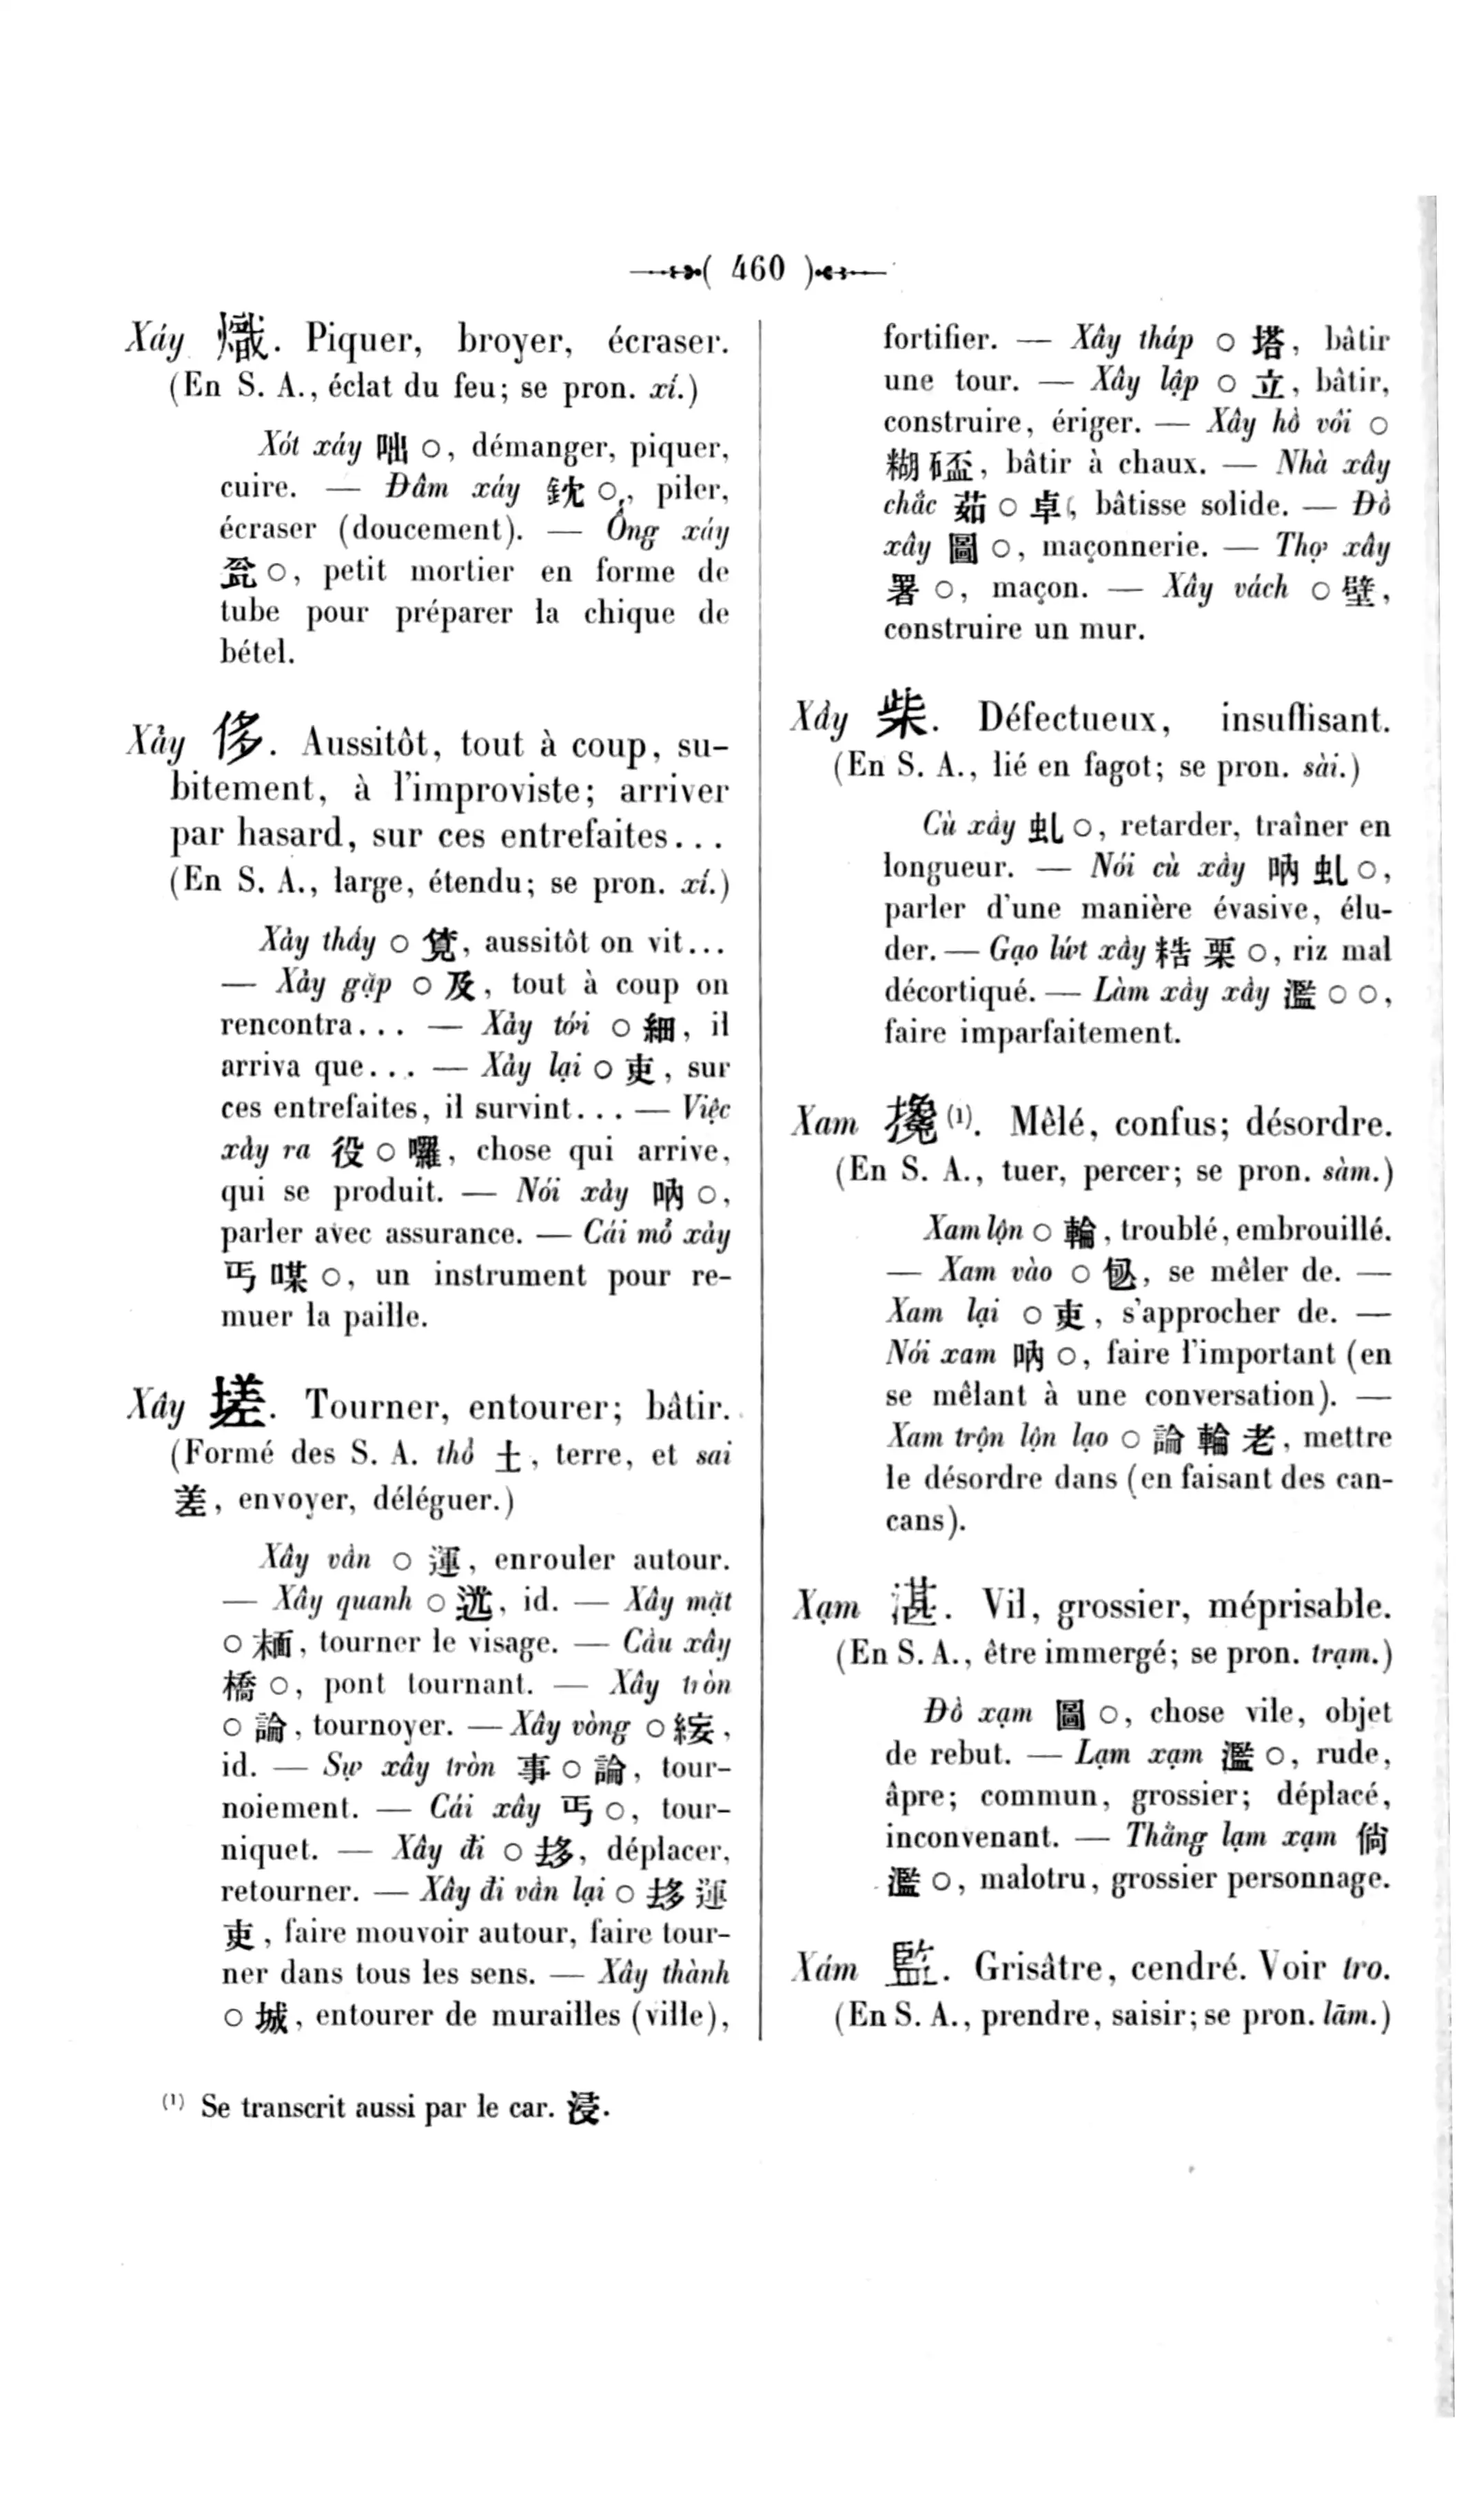 ( 460 )
Xáy 熾. Piquer, broyer, écraser.
(En S. A., éclat du feu; se pron. xí.)
Xót xáy 咄 ○, démanger, piquer,
cuire. — Đâm xáy ○, piler,
écraser (doucement). — Ông xáy
○, petit mortier en forme de
tube pour préparer la chique de
bétel.
Xảy 侈. Aussitôt, tout à coup, su-
bitement, à l'improviste; arriver
par hasard, sur ces entrefaites...
(En S. A., large, étendu; se pron. xí.)
Xảy thấy ○ 覓, aussitôt on vit...
— Xảy gặp ○ 及, tout à coup on
rencontra... — Xảy tới ○ 細, il
arriva que... — Xảy lại ○ 吏, sur
ces entrefaites, il survint... — Việc
xảy ra 役 ○ 囉, chose qui arrive,
qui se produit. — Nói xảy 吶 ○,
parler avec assurance. — Cái mỏ xảy
丐 㗋 ○, un instrument pour re-
muer la paille.
Xây 搓. Tourner, entourer; bâtir.
(Formé des S. A. thổ 土, terre, et sai
差, envoyer, déléguer.)
Xây vần ○ 運, enrouler autour.
— Xây quanh ○, id. — Xây mặt
○ 𩈘, tourner le visage. — Cầu xây
橋 ○, pont tournant. — Xây tròn
○ 論, tournoyer. — Xây vòng ○,
id. — Sự xây tròn 事 ○ 論, tour-
noiement. — Cái xây 丐 ○, tour-
niquet. — Xây đi ○ 𠫾, déplacer,
retourner. — Xây đi vần lại ○ 𠫾 運
吏, faire mouvoir autour, faire tour-
ner dans tous les sens. — Xây thành
○ 城, entourer de murailles (ville),
fortifier. — Xây tháp ○ 塔, bâtir
une tour. — Xây lập ○ 立, bâtir,
construire, ériger. — Xây hồ vôi ○
糊, bâtir à chaux. — Nhà xây
chắc 茹 ○ 卓, bâtisse solide. — Đồ
xây 圖 ○, maçonnerie. — Thợ xây
署 ○, maçon. — Xây vách ○ 壁,
construire un mur.
Xầy 柴. Défectueux, insuffisant.
(En S. A., lié en fagot; se pron. sài.)
Cù xầy 虬 ○, retarder, traîner en
longueur. — Nói cù xầy 吶 虬 ○,
parler d'une manière évasive, élu-
der. — Gạo lứt xầy 粓 栗 ○, riz mal
décortiqué. — Làm xầy xầy 濫 ○ ○,
faire imparfaitement.
Xam 攙 (1). Mêlé, confus; désordre.
(En S. A., tuer, percer; se pron. sàm.)
Xam lộn ○ 輪, troublé, embrouillé.
— Xam vào ○, se mêler de. —
Xam lại ○ 吏, s'approcher de. —
Nói xam 吶 ○, faire l'important (en
se mêlant à une conversation). —
Xam trộn lộn lạo ○ 論 輪 老, mettre
le désordre dans (en faisant des can-
cans).
Xạm 湛. Vil, grossier, méprisable.
(En S. A., être immergé; se pron. trạm.)
Đồ xạm 圖 ○, chose vile, objet
de rebut. — Lạm xạm 濫 ○, rude,
âpre; commun, grossier; déplacé,
inconvenant. — Thằng lạm xạm 倘
濫 ○, malotru, grossier personnage.
Xám 監. Grisâtre, cendré. Voir tro.
(En S. A., prendre, saisir; se pron. lãm.)
(1) Se transcrit aussi par le car. 浸.